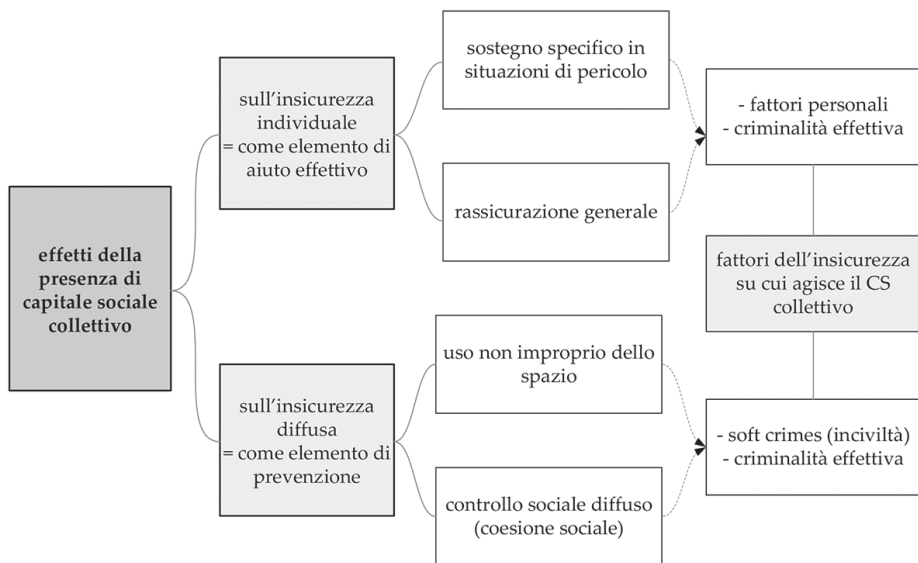 effetti della
presenza di
capitale sociale
collettivo
sull'insicurezza
individuale
= come elemento di
aiuto effettivo
sostegno specifico in
situazioni di pericolo
rassicurazione generale
- fattori personali
- criminalità effettiva
fattori dell'insicurezza
su cui agisce il CS
collettivo
sull'insicurezza
diffusa
= come elemento di
prevenzione
uso non improprio dello
spazio
controllo sociale diffuso
(coesione sociale)
- soft crimes (inciviltà)
- criminalità effettiva